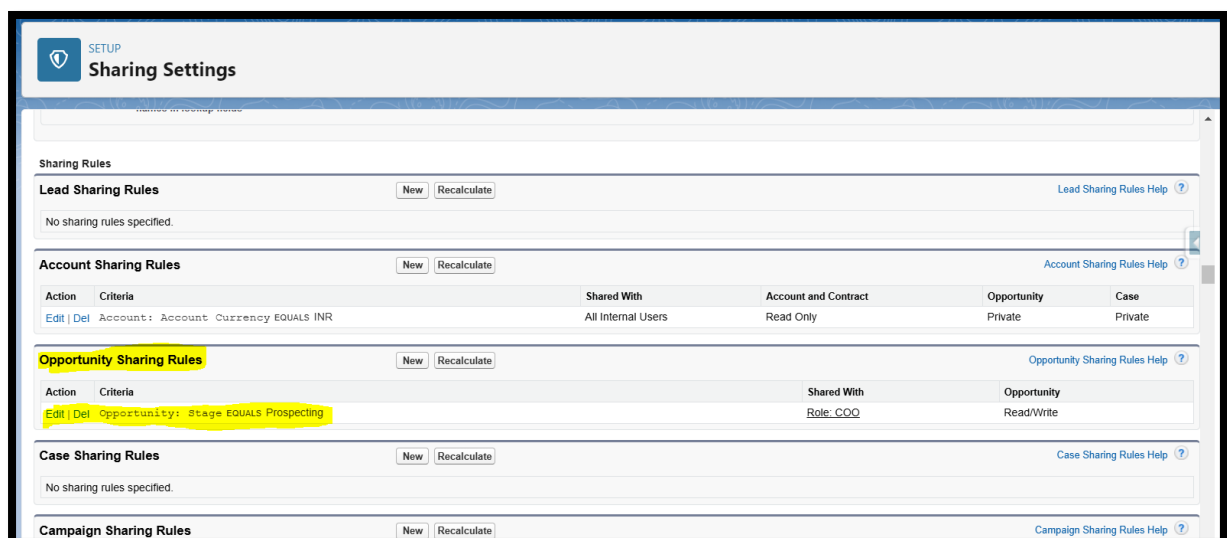 SETUP
Sharing Settings
names in lookup fields
Sharing Rules
Lead Sharing Rules New Recalculate Lead Sharing Rules Help ?
No sharing rules specified.
Account Sharing Rules New Recalculate Account Sharing Rules Help ?
Action Criteria Shared With Account and Contract Opportunity Case
Edit | Del Account: Account Currency EQUALS INR All Internal Users Read Only Private Private
Opportunity Sharing Rules New Recalculate Opportunity Sharing Rules Help ?
Action Criteria Shared With Opportunity
Edit | Del Opportunity: Stage EQUALS Prospecting Role: COO Read/Write
Case Sharing Rules New Recalculate Case Sharing Rules Help ?
No sharing rules specified.
Campaign Sharing Rules New Recalculate Campaign Sharing Rules Help ?